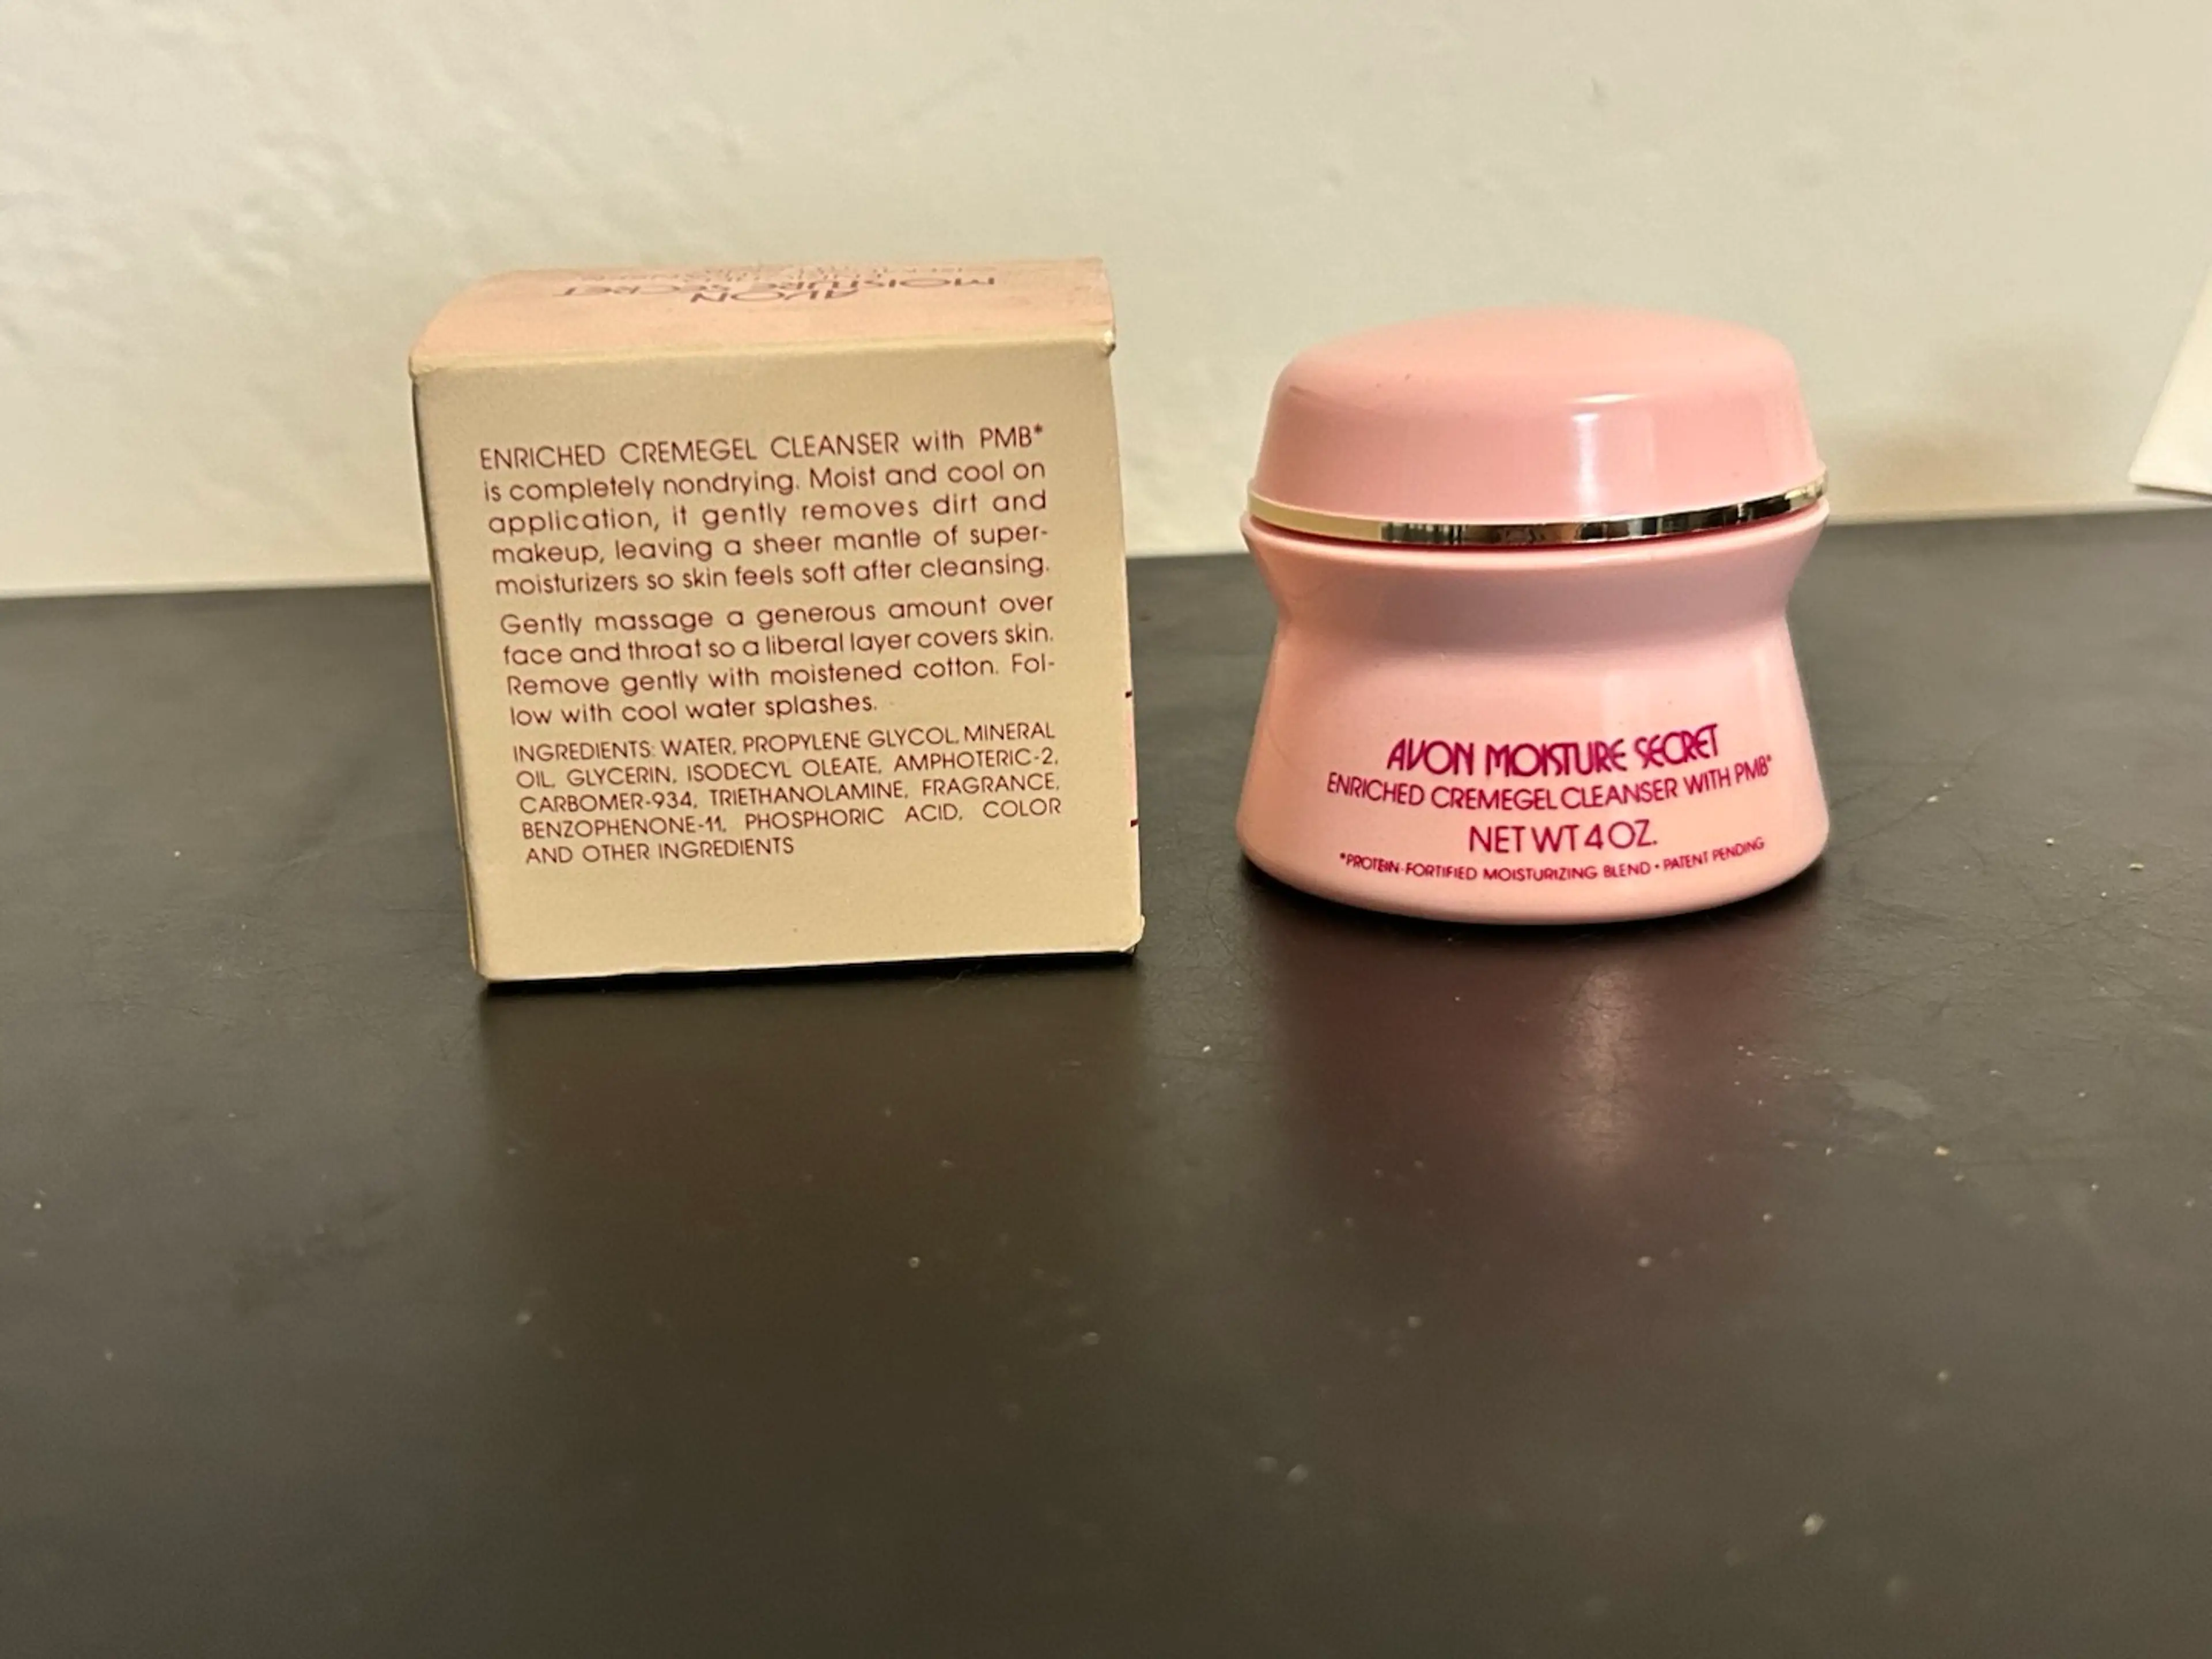 AVON
MOISTURE SECRET
ENRICHED CREMEGEL CLEANSER with PMB*
is completely nondrying. Moist and cool on
application, it gently removes dirt and
makeup, leaving a sheer mantle of super-
moisturizers so skin feels soft after cleansing.
Gently massage a generous amount over
face and throat so a liberal layer covers skin.
Remove gently with moistened cotton. Fol-
low with cool water splashes.
INGREDIENTS: WATER, PROPYLENE GLYCOL, MINERAL
OIL, GLYCERIN, ISODECYL OLEATE, AMPHOTERIC-2,
CARBOMER-934, TRIETHANOLAMINE, FRAGRANCE,
BENZOPHENONE-11, PHOSPHORIC ACID, COLOR
AND OTHER INGREDIENTS
AVON MOISTURE SECRET
ENRICHED CREMEGEL CLEANSER WITH PMB*
NET WT 4 OZ.
*PROTEIN-FORTIFIED MOISTURIZING BLEND • PATENT PENDING